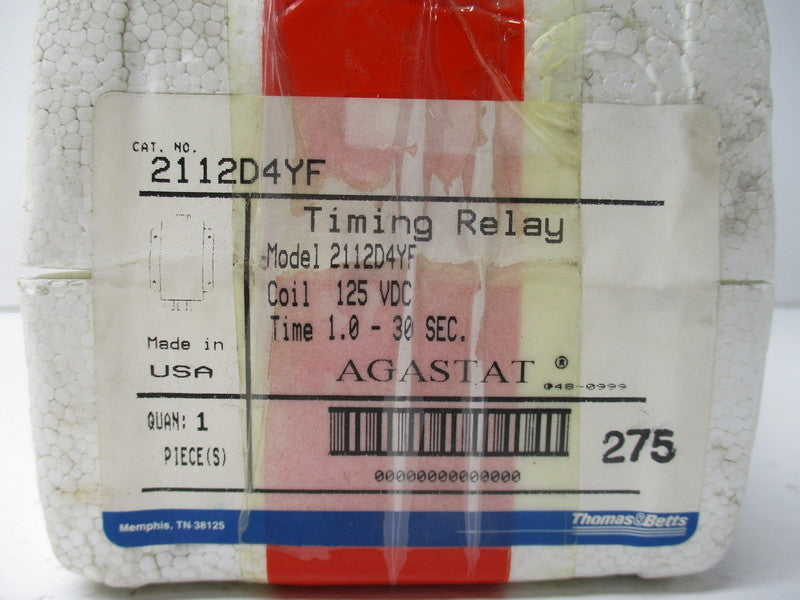 CAT. NO.
2112D4YF
Timing Relay
Model 2112D4YF
Coil 125 VDC
Time 1.0 - 30 SEC.
Made in
USA
AGASTAT ®
048-0999
QUAN: 1
PIECE(S)
275
00000000000000
Memphis, TN-38125
Thomas&Betts